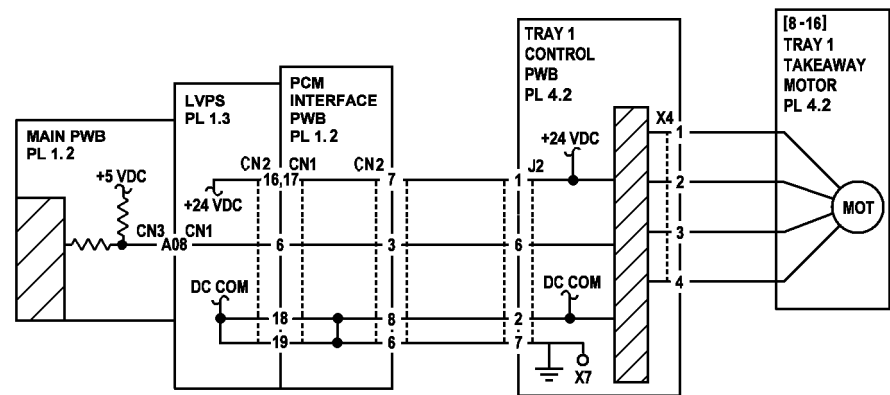 MAIN PWB
PL 1.2
+5 VDC
CN3
A08
CN1
LVPS
PL 1.3
+24 VDC
DC COM
CN2
16
17
CN1
6
18
19
PCM
INTERFACE
PWB
PL 1.2
CN2
7
3
8
6
TRAY 1
CONTROL
PWB
PL 4.2
J2
1
6
2
7
+24 VDC
DC COM
X7
X4
1
2
3
4
[8-16]
TRAY 1
TAKEAWAY
MOTOR
PL 4.2
MOT